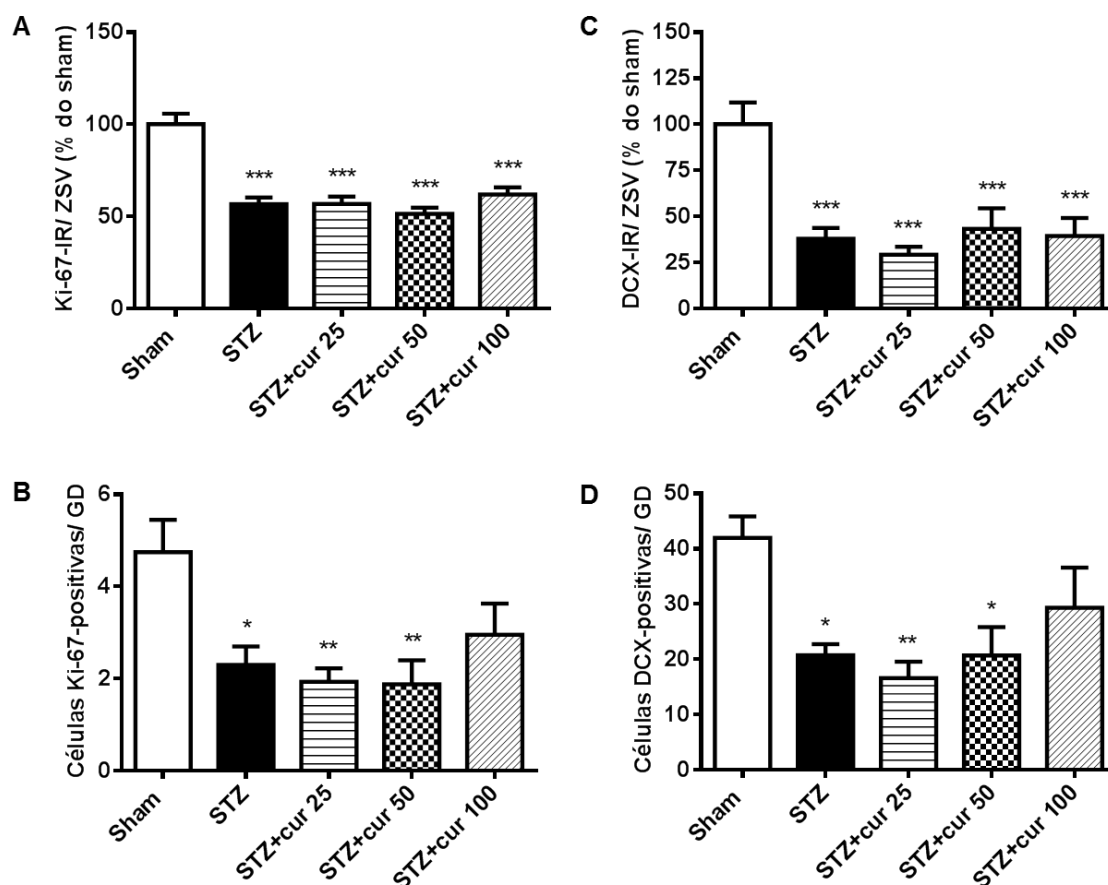 A
Ki-67-IR/ ZSV (% do sham)
150
100
50
0
***
***
***
***
Sham
STZ
STZ+cur 25
STZ+cur 50
STZ+cur 100
C
DCX-IR/ ZSV (% do sham)
150
125
100
75
50
25
0
***
***
***
***
Sham
STZ
STZ+cur 25
STZ+cur 50
STZ+cur 100
B
Células Ki-67-positivas/ GD
6
4
2
0
*
**
**
Sham
STZ
STZ+cur 25
STZ+cur 50
STZ+cur 100
D
Células DCX-positivas/ GD
50
40
30
20
10
0
*
**
*
Sham
STZ
STZ+cur 25
STZ+cur 50
STZ+cur 100